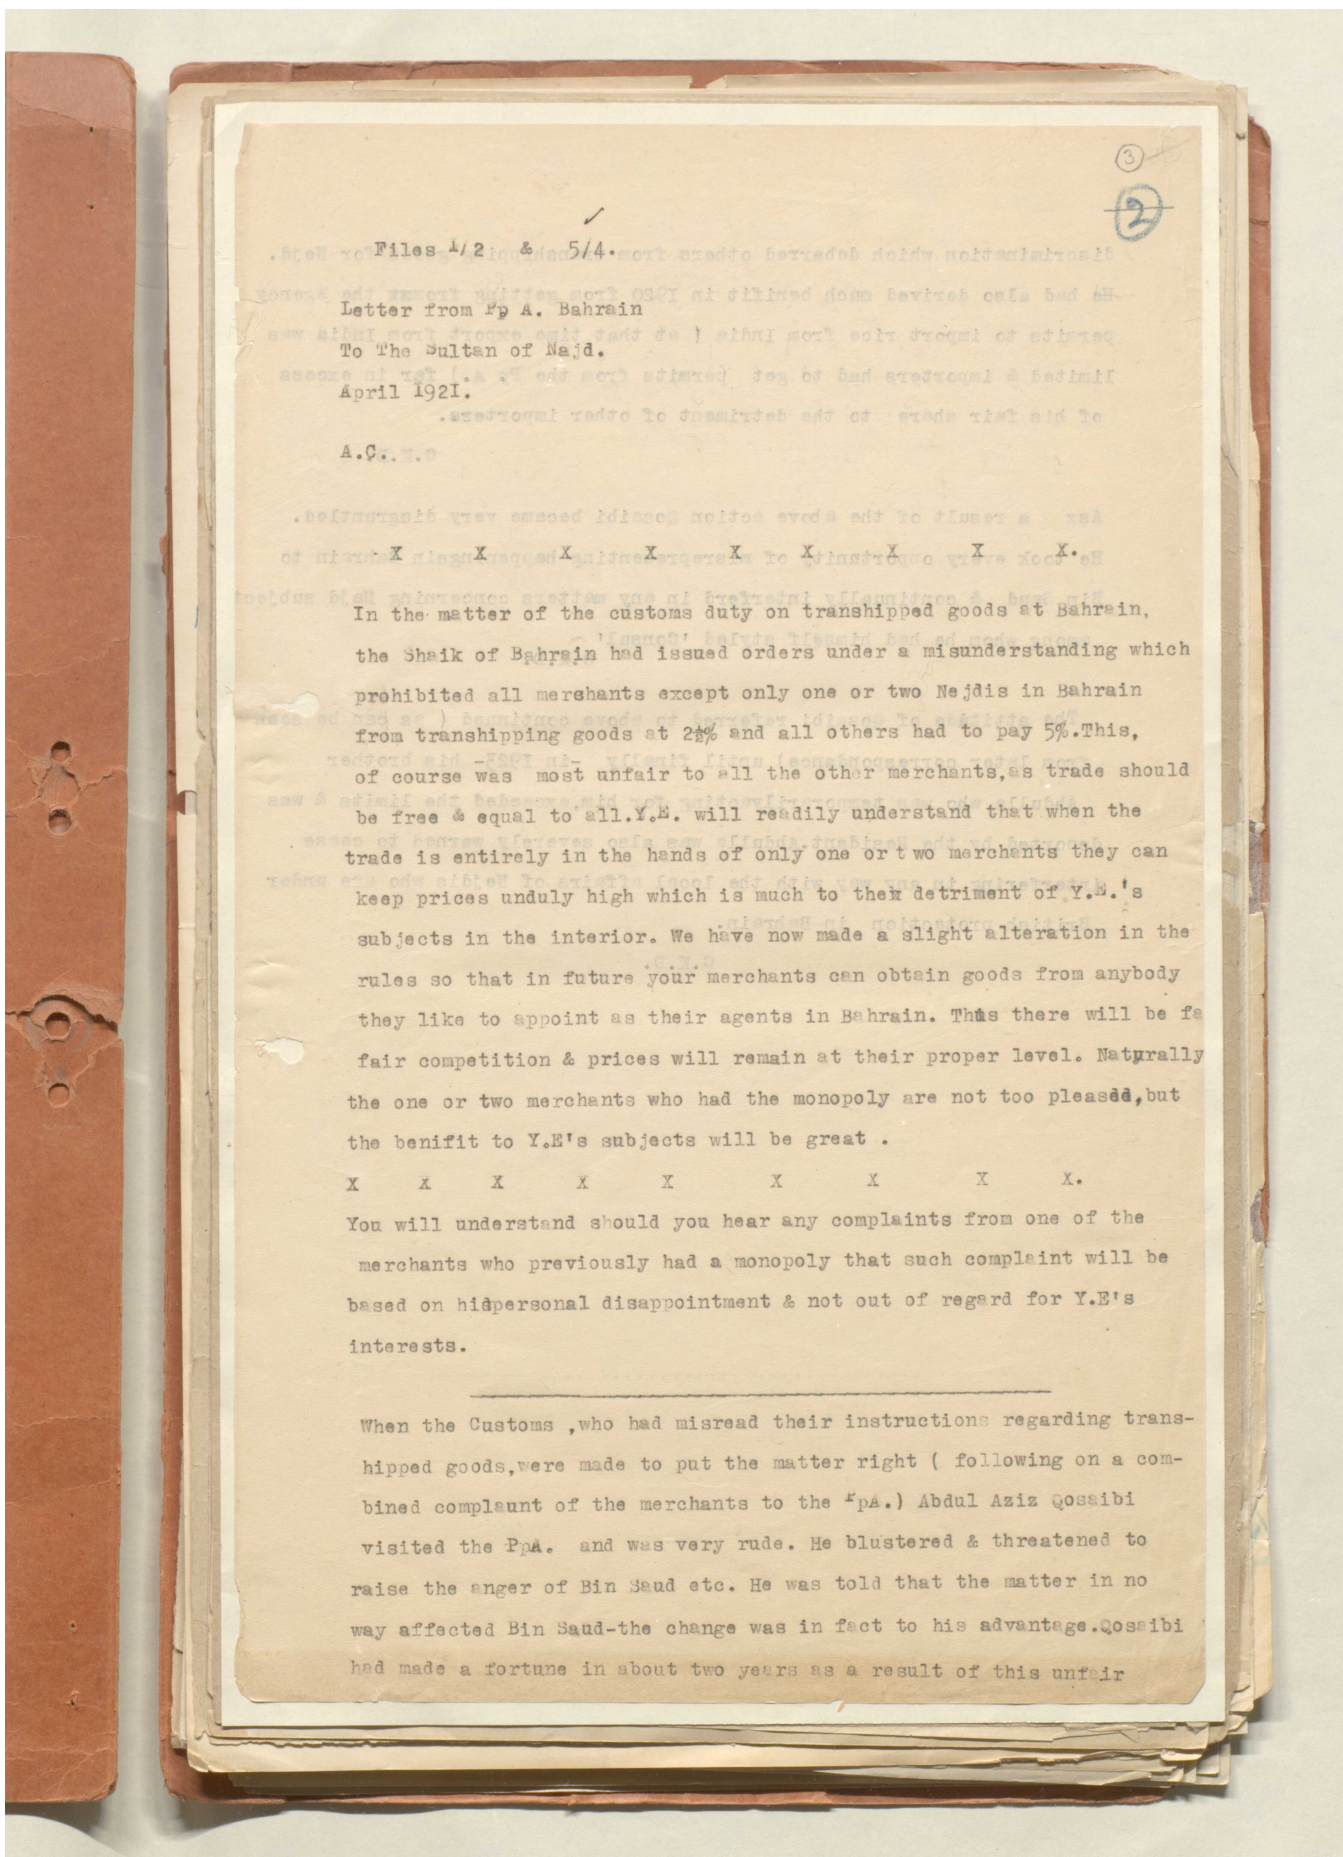 3
2
Files 1/2 & 5/4.
Letter from Pp A. Bahrain
To The Sultan of Najd.
April 1921.
A.C.
X X X X X X X X X.
In the matter of the customs duty on transhipped goods at Bahrain,
the Shaik of Bahrain had issued orders under a misunderstanding which
prohibited all merchants except only one or two Nejdis in Bahrain
from transhipping goods at 2½% and all others had to pay 5%.This,
of course was most unfair to all the other merchants,as trade should
be free & equal to all.Y.E. will readily understand that when the
trade is entirely in the hands of only one or two merchants they can
keep prices unduly high which is much to the detriment of Y.E.'s
subjects in the interior. We have now made a slight alteration in the
rules so that in future your merchants can obtain goods from anybody
they like to appoint as their agents in Bahrain. Thus there will be fa
fair competition & prices will remain at their proper level. Naturally
the one or two merchants who had the monopoly are not too pleased,but
the benifit to Y.E's subjects will be great .
X X X X X X X X X.
You will understand should you hear any complaints from one of the
merchants who previously had a monopoly that such complaint will be
based on hispersonal disappointment & not out of regard for Y.E's
interests.
When the Customs ,who had misread their instructions regarding trans-
hipped goods,were made to put the matter right ( following on a com-
bined complaunt of the merchants to the PpA.) Abdul Aziz Qosaibi
visited the PpA. and was very rude. He blustered & threatened to
raise the anger of Bin Saud etc. He was told that the matter in no
way affected Bin Saud-the change was in fact to his advantage.Qosaibi
had made a fortune in about two years as a result of this unfair